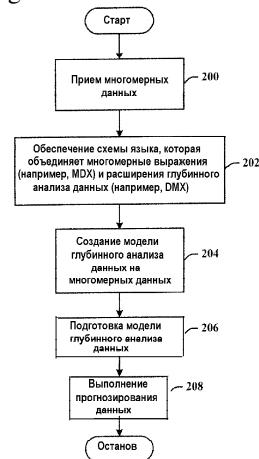 Старт
Прием многомерных
данных
200
Обеспечение схемы языка, которая
объединяет многомерные выражения
(например, MDX) и расширения глубинного
анализа данных (например, DMX)
202
Создание модели
глубинного анализа
данных на
многомерных данных
204
Подготовка модели
глубинного анализа
данных
206
Выполнение
прогнозирования
данных
208
Останов